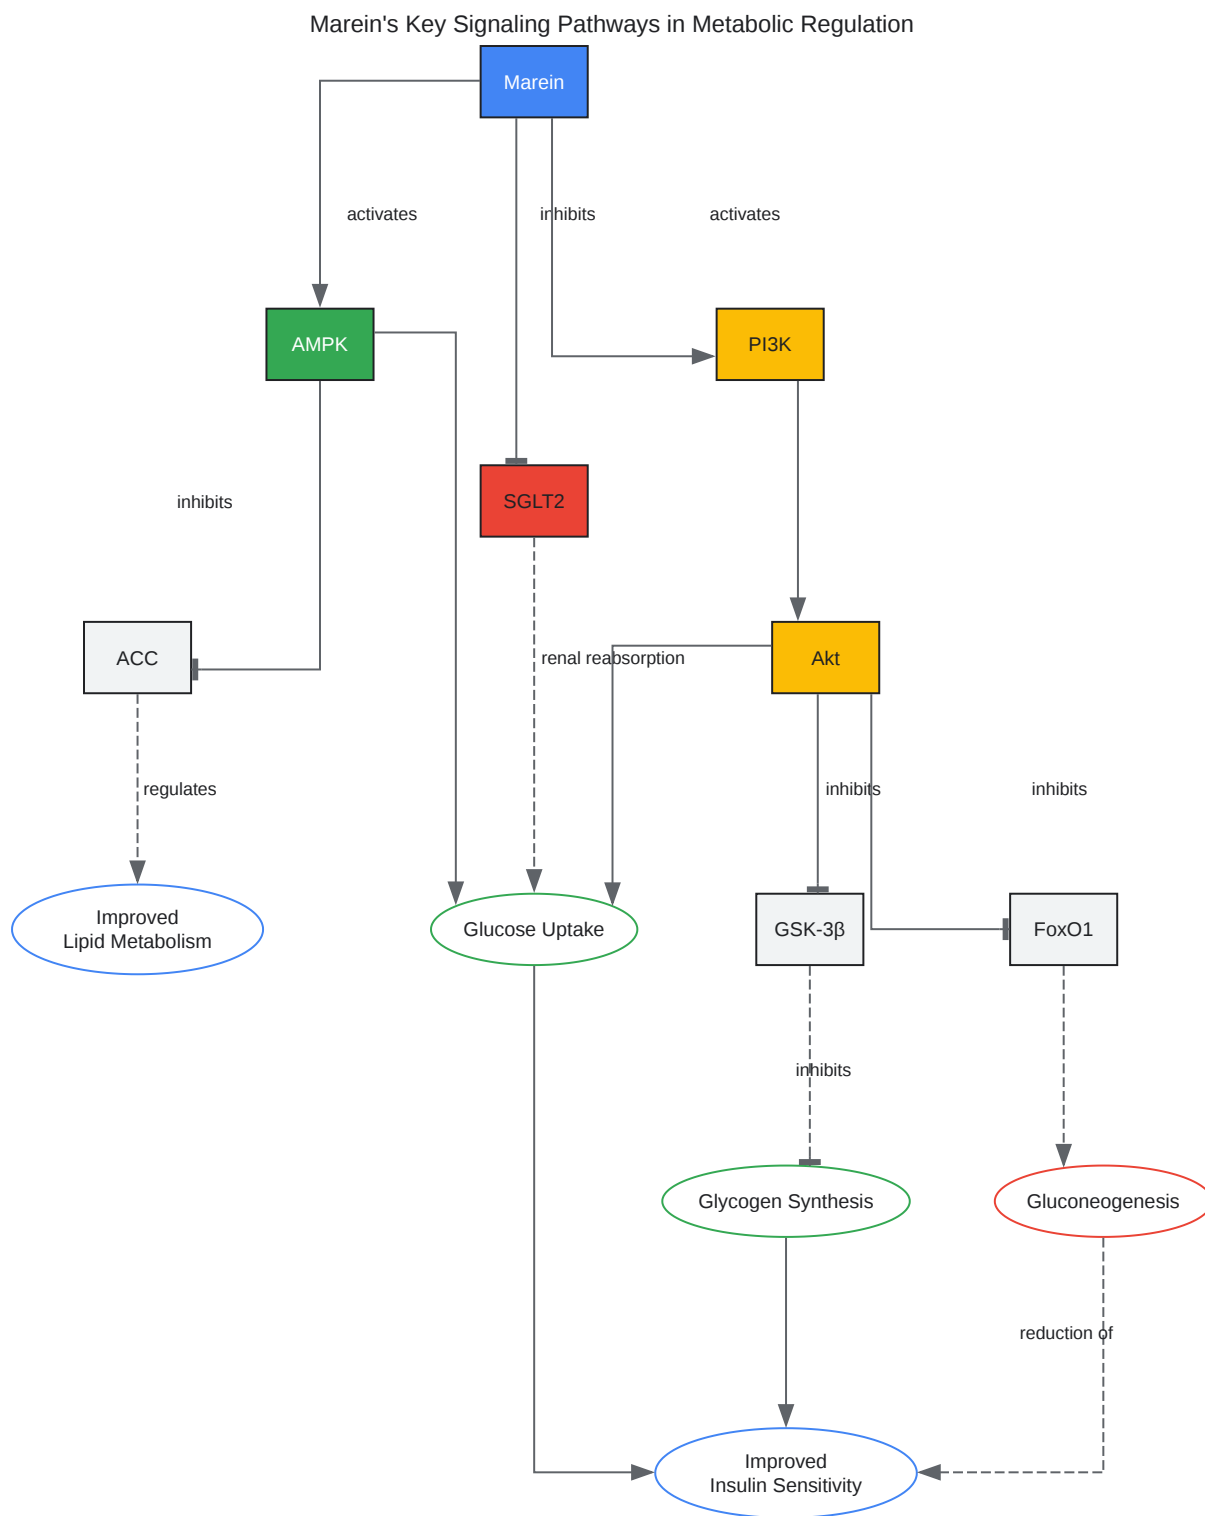 Marein's Key Signaling Pathways in Metabolic Regulation
Marein
activates
inhibits
activates
AMPK
PI3K
inhibits
SGLT2
ACC
renal reabsorption
Akt
regulates
inhibits
inhibits
Improved
Lipid Metabolism
Glucose Uptake
GSK-3β
FoxO1
inhibits
Glycogen Synthesis
Gluconeogenesis
reduction of
Improved
Insulin Sensitivity